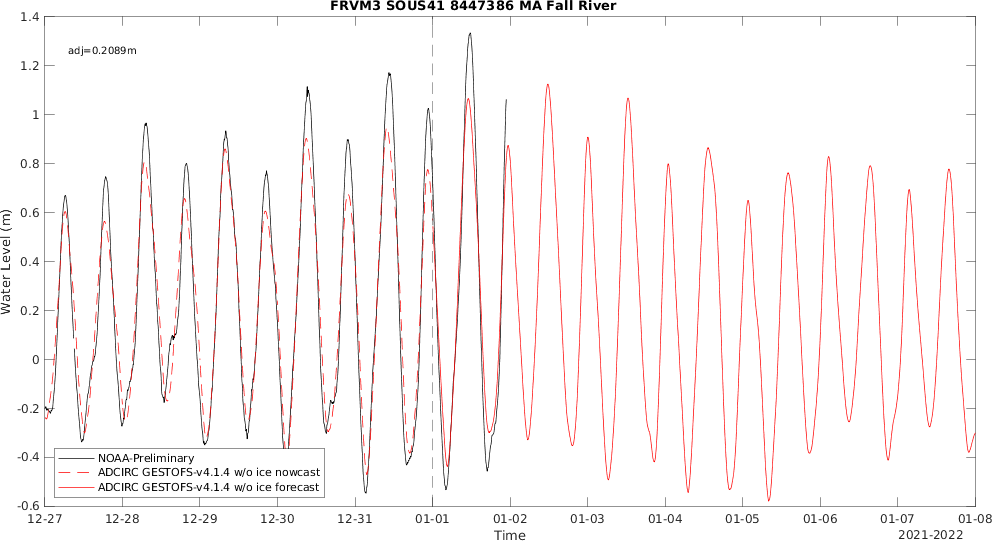 FRVM3 SOUS41 8447386 MA Fall River
1.4
1.2
1
0.8
0.6
0.4
0.2
0
-0.2
-0.4
-0.6
Water Level (m)
adj=0.2089m
NOAA-Preliminary
ADCIRC GESTOFS-v4.1.4 w/o ice nowcast
ADCIRC GESTOFS-v4.1.4 w/o ice forecast
12-27 12-28 12-29 12-30 12-31 01-01 01-02 01-03 01-04 01-05 01-06 01-07 01-08
Time
2021-2022